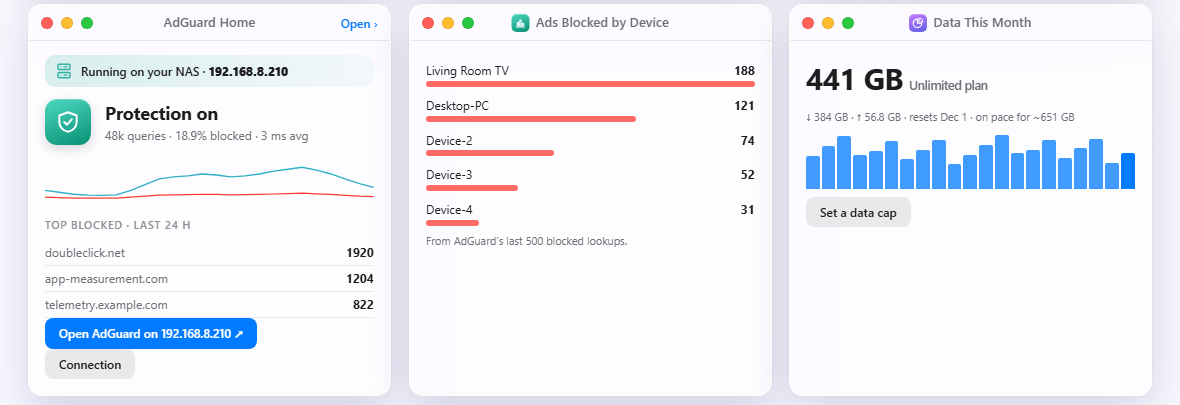 AdGuard Home
Open ›
Running on your NAS · 192.168.8.210
Protection on
48k queries · 18.9% blocked · 3 ms avg
TOP BLOCKED · LAST 24 H
doubleclick.net 1920
app-measurement.com 1204
telemetry.example.com 822
Open AdGuard on 192.168.8.210 ↗
Connection
Ads Blocked by Device
Living Room TV 188
Desktop-PC 121
Device-2 74
Device-3 52
Device-4 31
From AdGuard's last 500 blocked lookups.
Data This Month
441 GB Unlimited plan
↓ 384 GB · ↑ 56.8 GB · resets Dec 1 · on pace for ~651 GB
Set a data cap